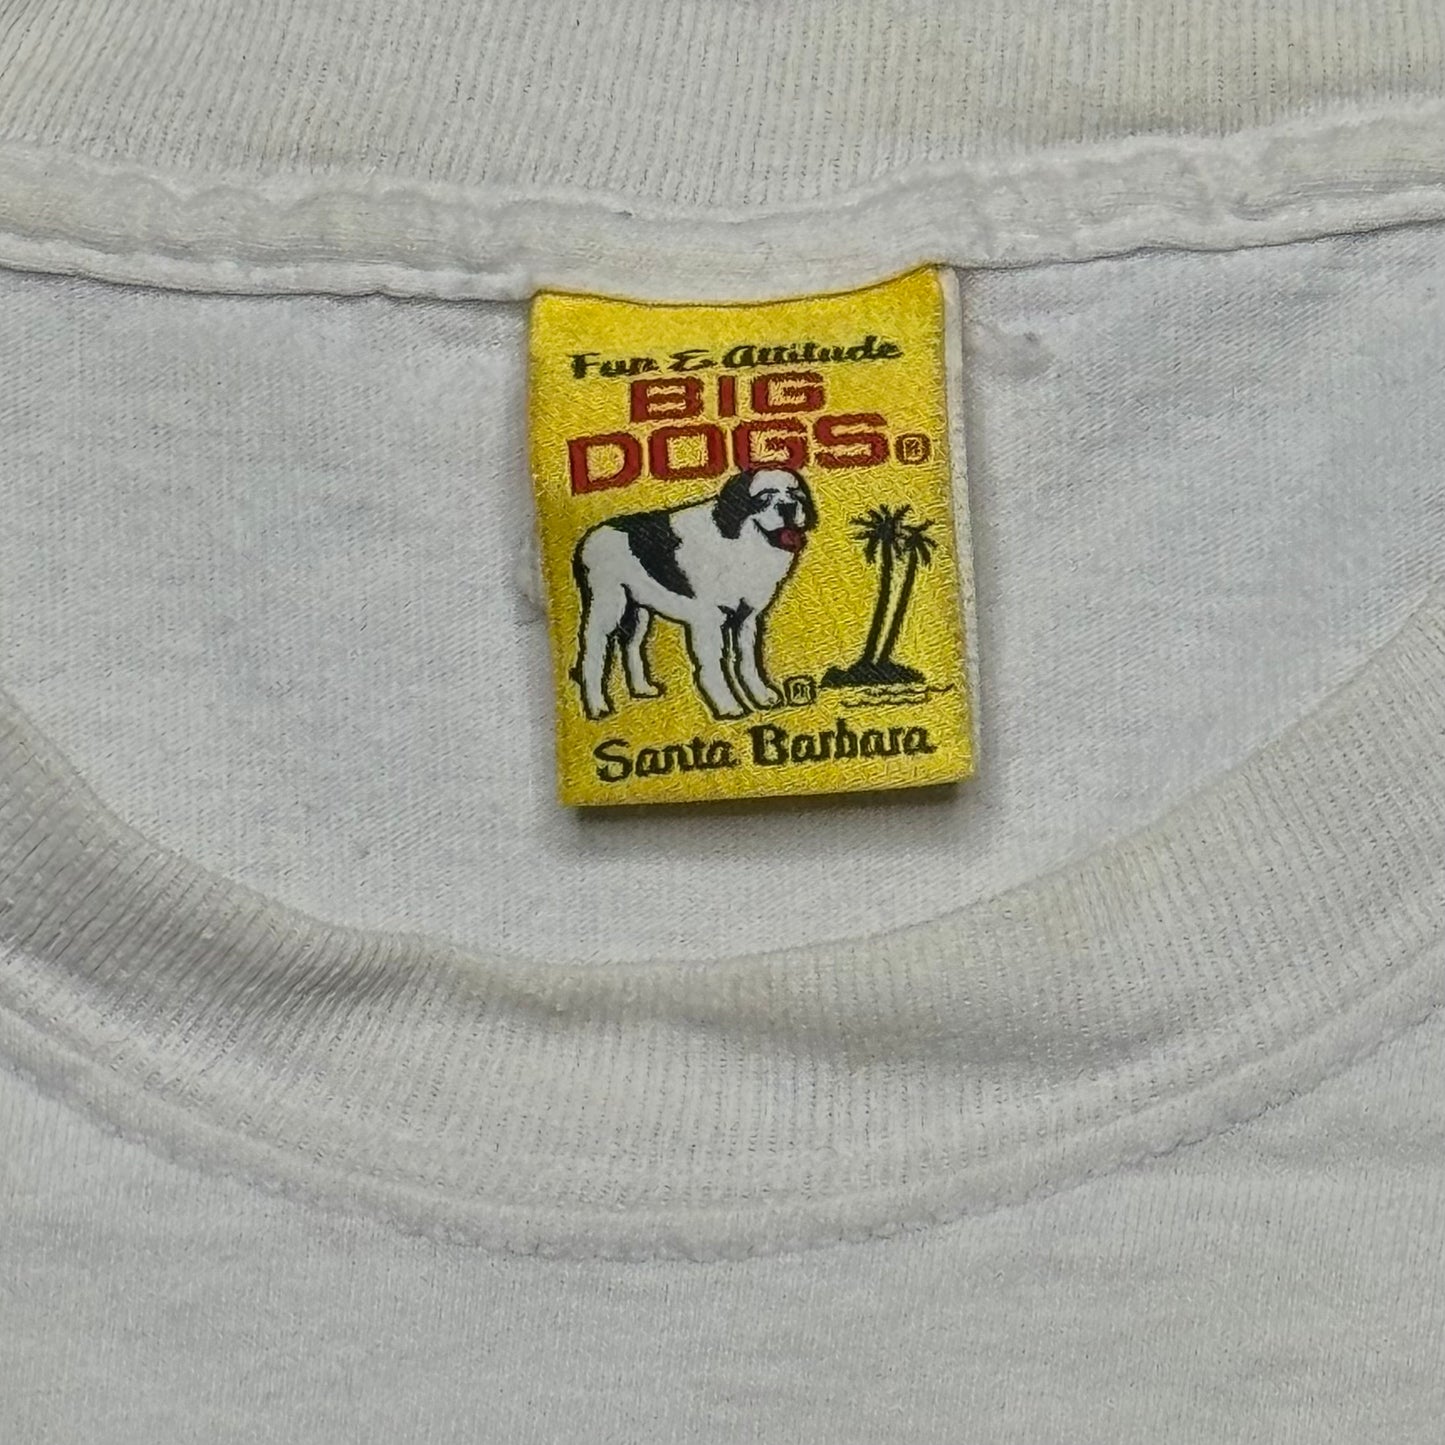 Fun & Attitude
BIG
DOGS®
®
Santa Barbara